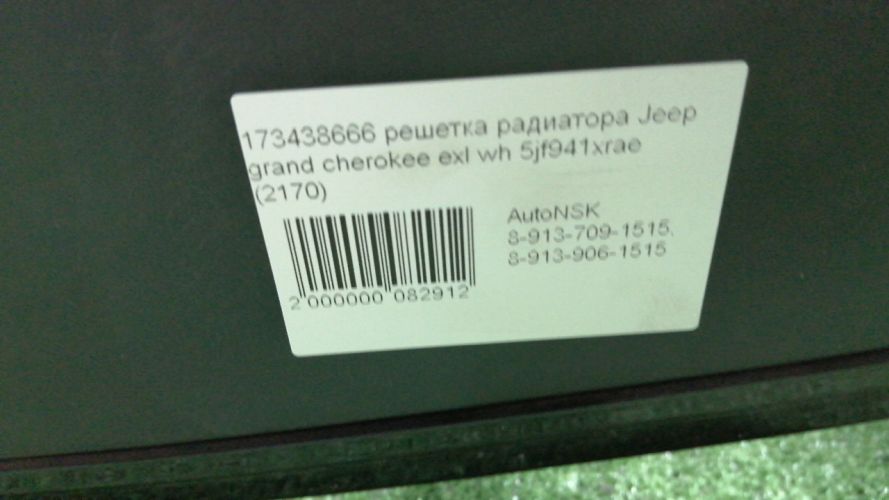 173438666 решетка радиатора Jeep
grand cherokee exl wh 5jf941xrae
(2170)
AutoNSK
8-913-709-1515,
8-913-906-1515
2 000000 082912